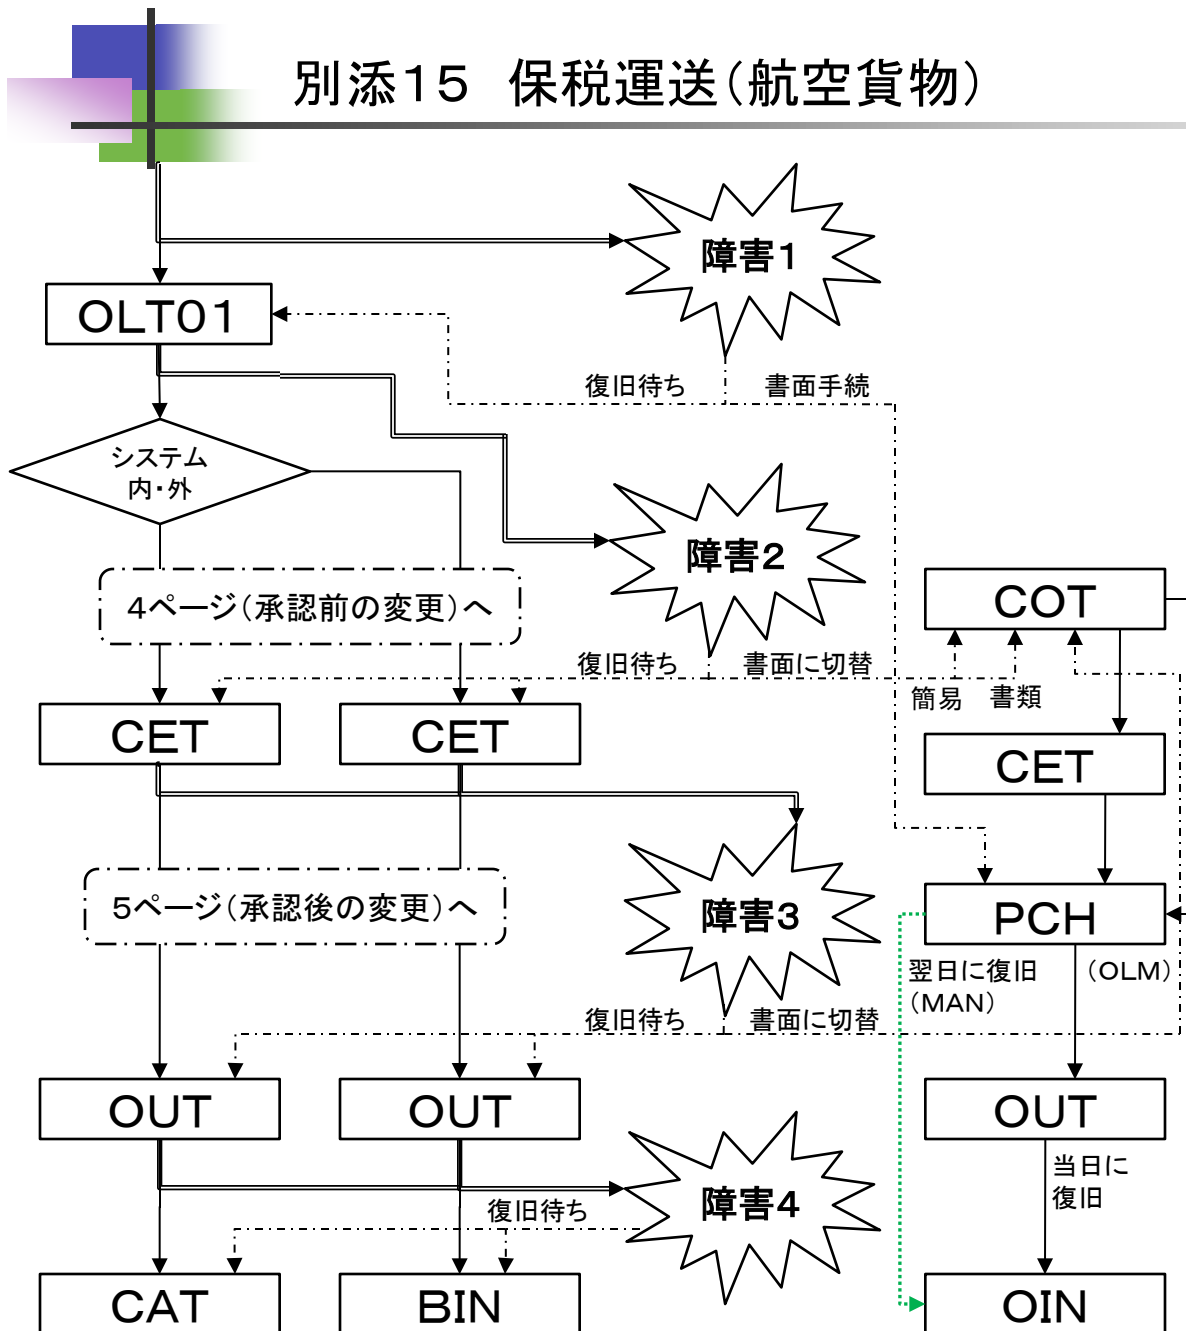 別添15 保税運送(航空貨物)
障害1
OLT01
復旧待ち
書面手続
システム
内・外
障害2
4ページ(承認前の変更)へ
COT
復旧待ち
書面に切替
簡易
書類
CET
CET
CET
5ページ(承認後の変更)へ
障害3
PCH
翌日に復旧
(MAN)
(OLM)
復旧待ち
書面に切替
OUT
OUT
OUT
当日に
復旧
障害4
復旧待ち
CAT
BIN
OIN